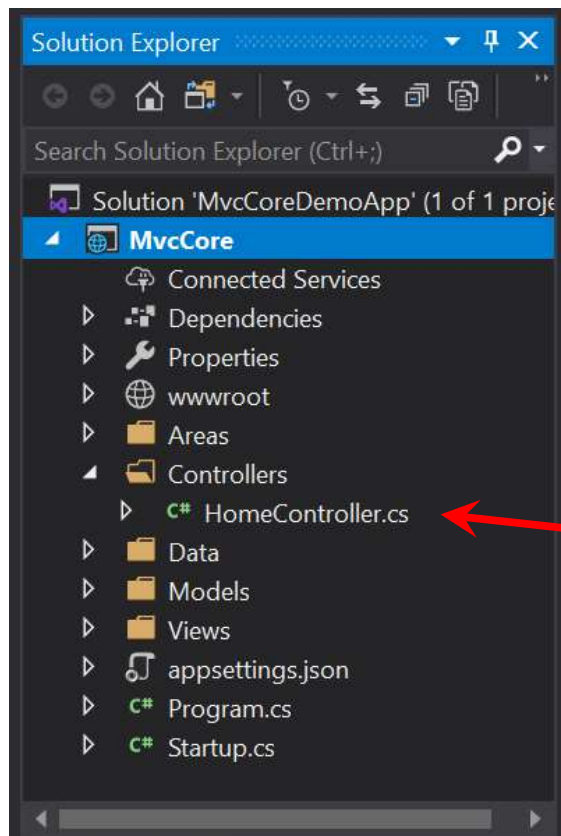 Solution Explorer
Search Solution Explorer (Ctrl+;)
Solution 'MvcCoreDemoApp' (1 of 1 proje
MvcCore
Connected Services
Dependencies
Properties
wwwroot
Areas
Controllers
C# HomeController.cs
Data
Models
Views
appsettings.json
C# Program.cs
C# Startup.cs